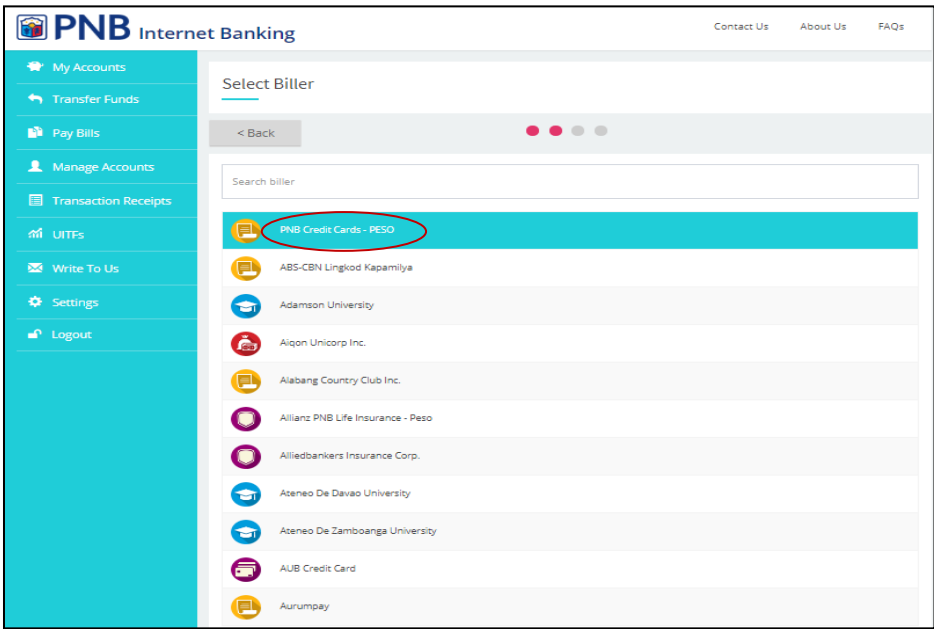 PNB Internet Banking
Contact Us About Us FAQs
My Accounts
Transfer Funds
Pay Bills
Manage Accounts
Transaction Receipts
UITFs
Write To Us
Settings
Logout
Select Biller
< Back
Search biller
PNB Credit Cards - PESO
ABS-CBN Lingkod Kapamilya
Adamson University
Aiqon Unicorp Inc.
Alabang Country Club Inc.
Allianz PNB Life Insurance - Peso
Alliedbankers Insurance Corp.
Ateneo De Davao University
Ateneo De Zamboanga University
AUB Credit Card
Aurumpay